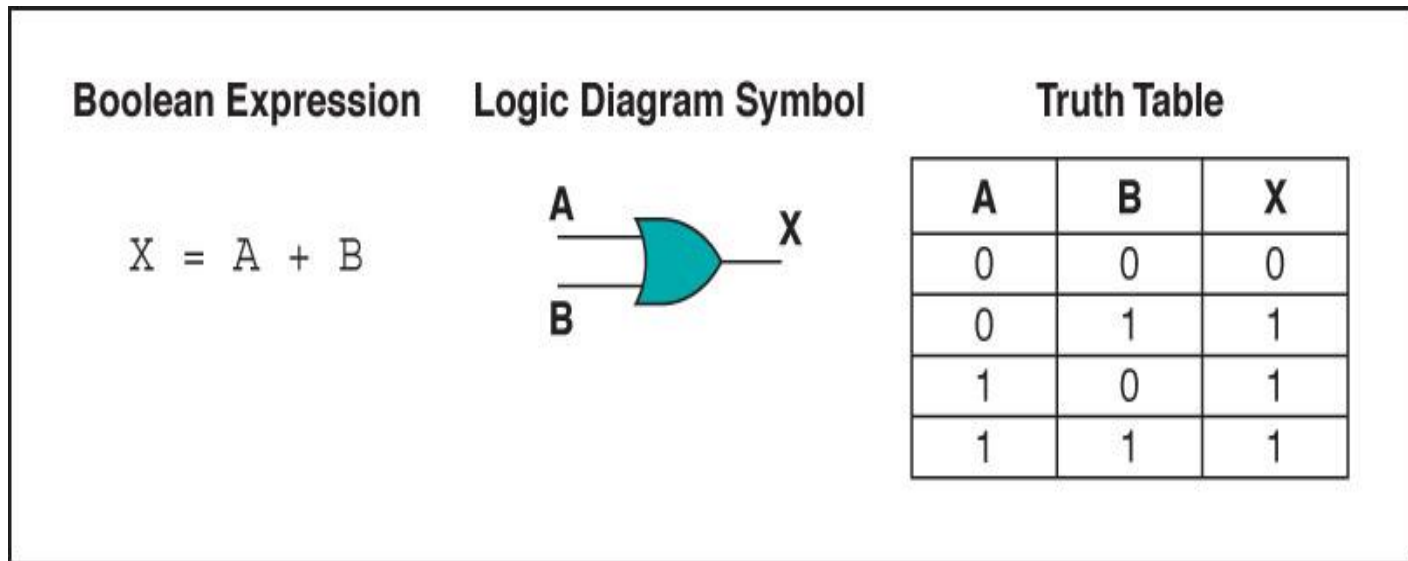 Boolean Expression
Logic Diagram Symbol
Truth Table
X = A + B
A
B
X
A B X
0 0 0
0 1 1
1 0 1
1 1 1